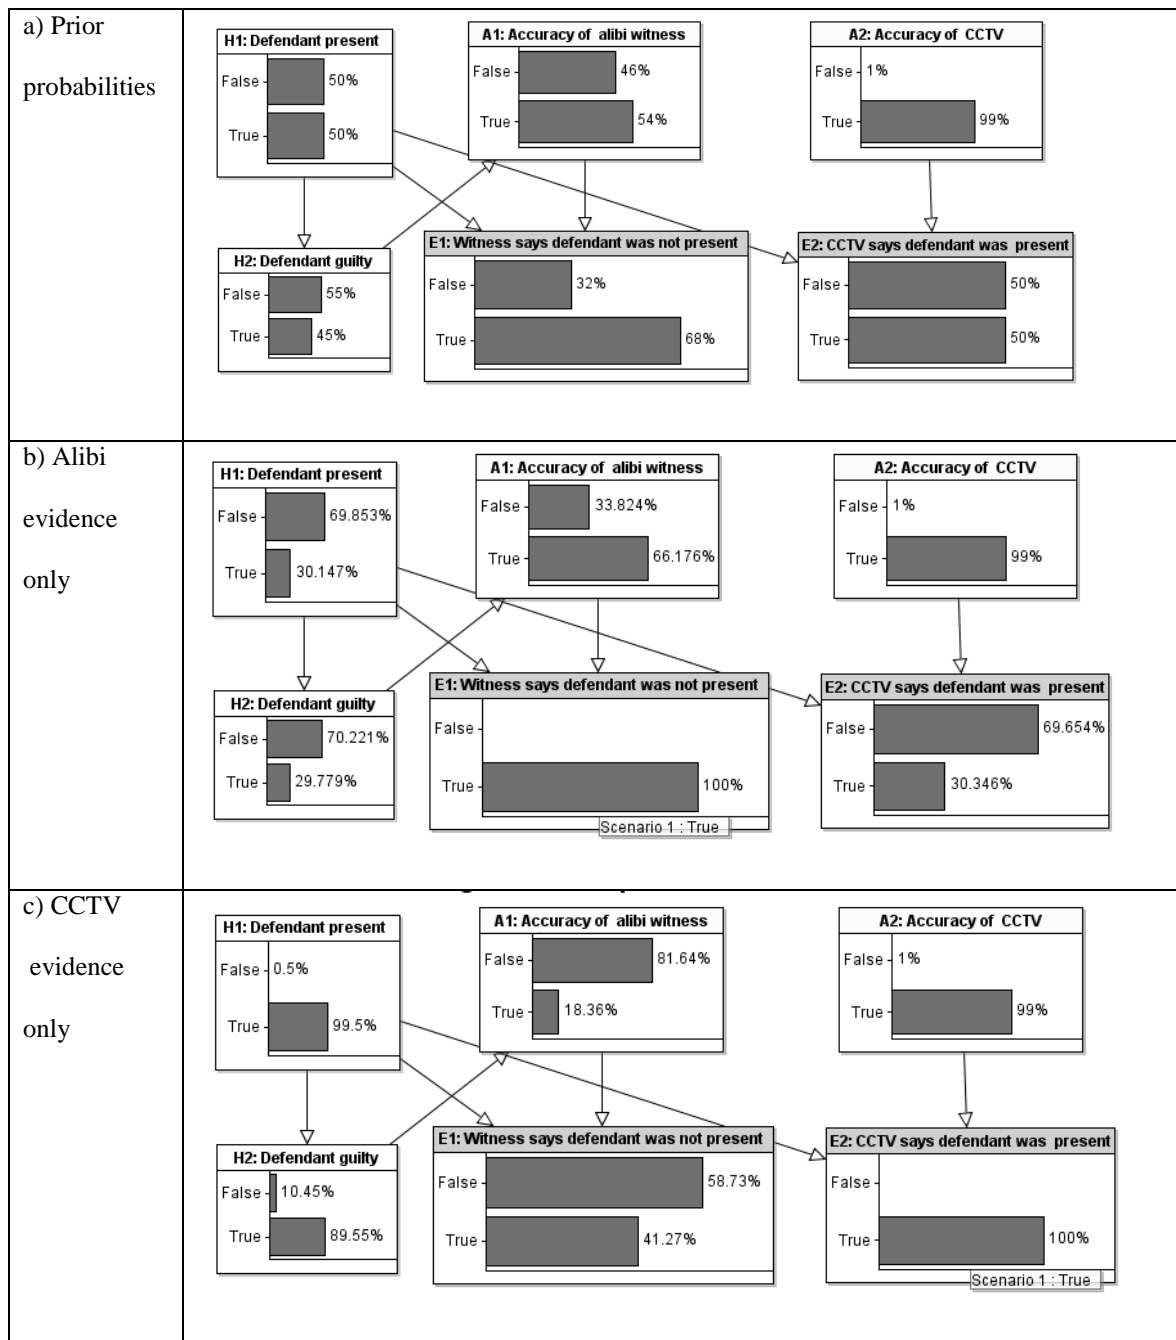 a) Prior
probabilities
H1: Defendant present
False
50%
True
50%
A1: Accuracy of alibi witness
False
46%
True
54%
A2: Accuracy of CCTV
False
1%
True
99%
H2: Defendant guilty
False
55%
True
45%
E1: Witness says defendant was not present
False
32%
True
68%
E2: CCTV says defendant was present
False
50%
True
50%
b) Alibi
evidence
only
H1: Defendant present
False
69.853%
True
30.147%
A1: Accuracy of alibi witness
False
33.824%
True
66.176%
A2: Accuracy of CCTV
False
1%
True
99%
H2: Defendant guilty
False
70.221%
True
29.779%
E1: Witness says defendant was not present
False
True
100%
Scenario 1 : True
E2: CCTV says defendant was present
False
69.654%
True
30.346%
c) CCTV
evidence
only
H1: Defendant present
False
0.5%
True
99.5%
A1: Accuracy of alibi witness
False
81.64%
True
18.36%
A2: Accuracy of CCTV
False
1%
True
99%
H2: Defendant guilty
False
10.45%
True
89.55%
E1: Witness says defendant was not present
False
58.73%
True
41.27%
E2: CCTV says defendant was present
False
True
100%
Scenario 1 : True